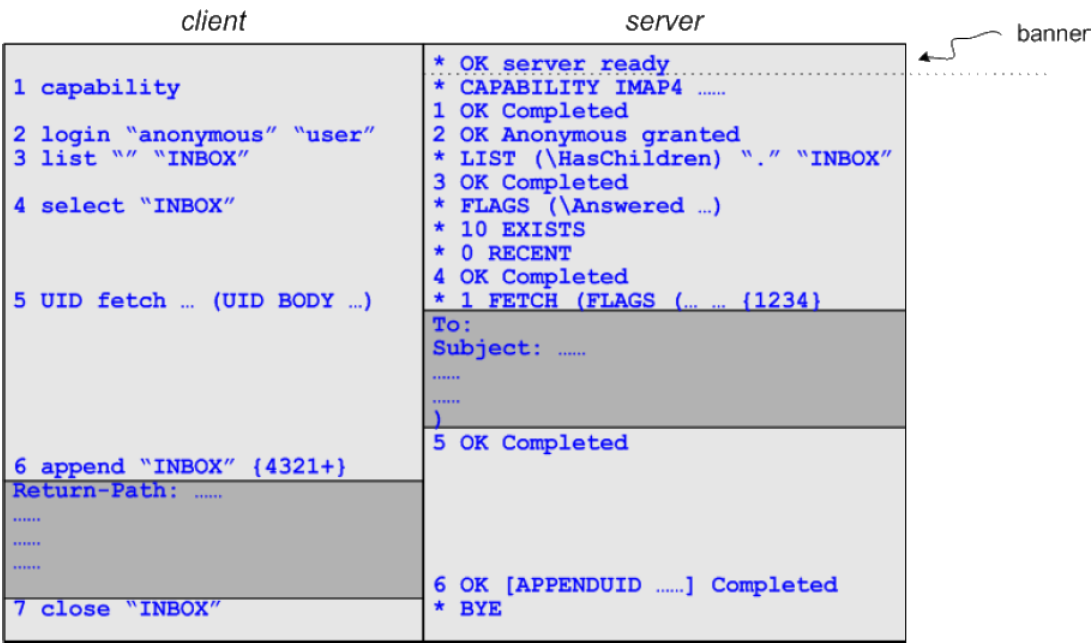 client server
banner
* OK server ready
1 capability
* CAPABILITY IMAP4 ……
1 OK Completed
2 login “anonymous” “user”
2 OK Anonymous granted
3 list “” “INBOX”
* LIST (\HasChildren) “.” “INBOX”
3 OK Completed
4 select “INBOX”
* FLAGS (\Answered …)
* 10 EXISTS
* 0 RECENT
4 OK Completed
5 UID fetch … (UID BODY …)
* 1 FETCH (FLAGS (… … {1234}
To:
Subject: ……
……
……
)
5 OK Completed
6 append “INBOX” {4321+}
Return-Path: ……
……
……
……
6 OK [APPENDUID ……] Completed
7 close “INBOX”
* BYE